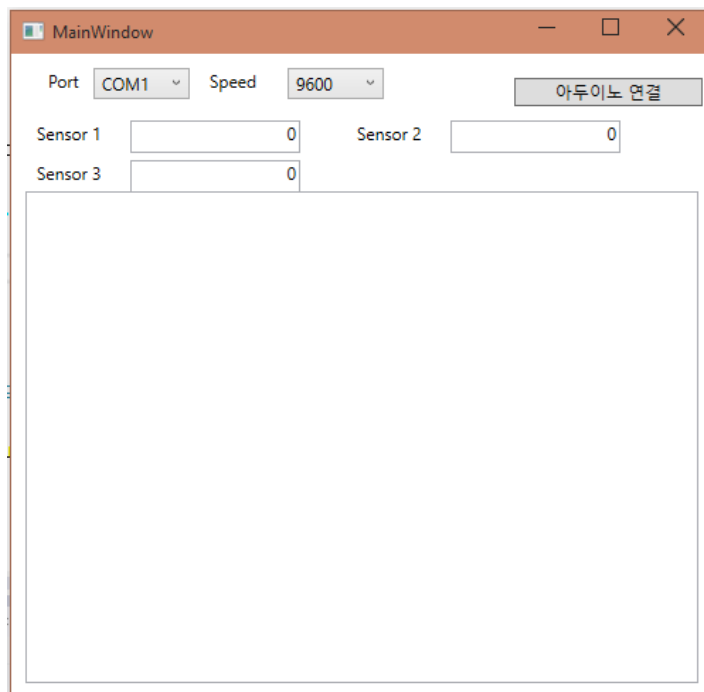 MainWindow
Port COM1 Speed 9600 아두이노 연결
Sensor 1 0 Sensor 2 0
Sensor 3 0